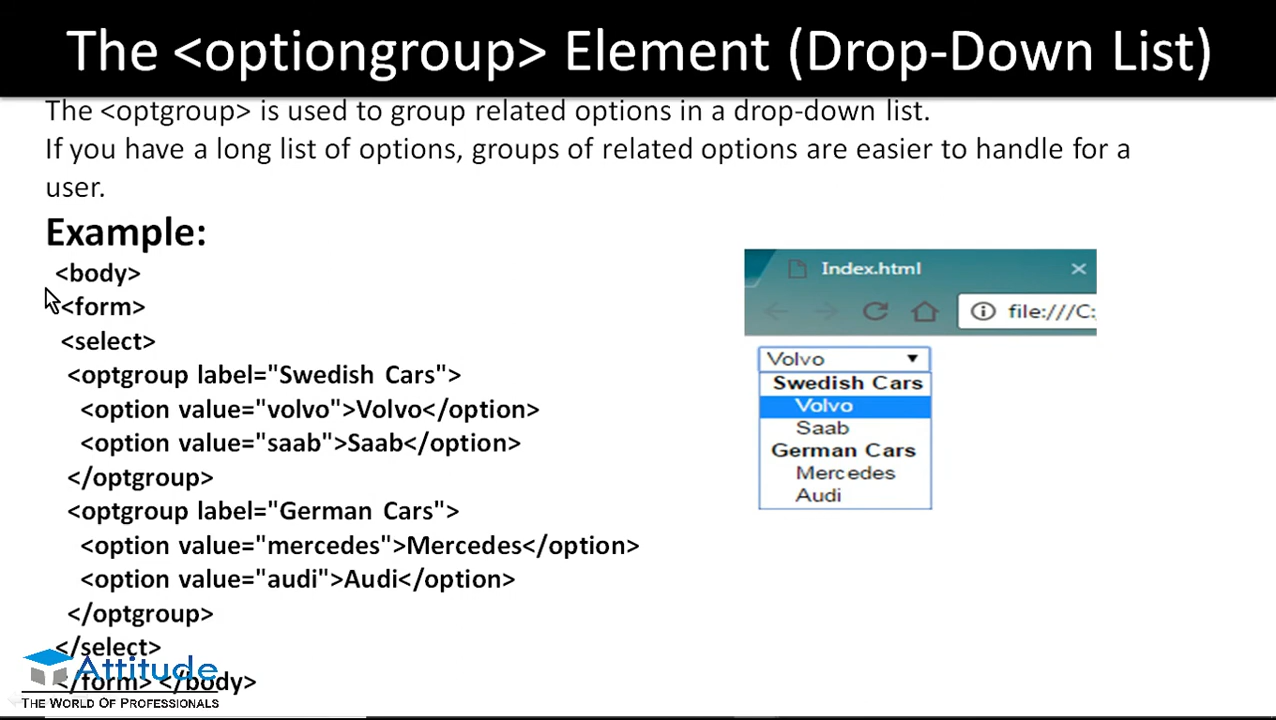 The <optiongroup> Element (Drop-Down List)
The <optgroup> is used to group related options in a drop-down list.
If you have a long list of options, groups of related options are easier to handle for a
user.
Example:
<body>
<form>
<select>
<optgroup label="Swedish Cars">
<option value="volvo">Volvo</option>
<option value="saab">Saab</option>
</optgroup>
<optgroup label="German Cars">
<option value="mercedes">Mercedes</option>
<option value="audi">Audi</option>
</optgroup>
</select>
</form> </body>
Index.html
file:///C:
Volvo
Swedish Cars
Volvo
Saab
German Cars
Mercedes
Audi
Attitude
THE WORLD OF PROFESSIONALS